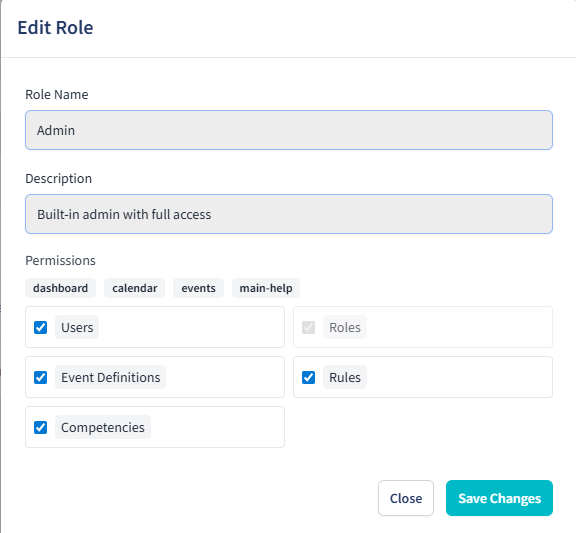 Edit Role
Role Name
Admin
Description
Built-in admin with full access
Permissions
dashboard calendar events main-help
Users Roles
Event Definitions Rules
Competencies
Close Save Changes